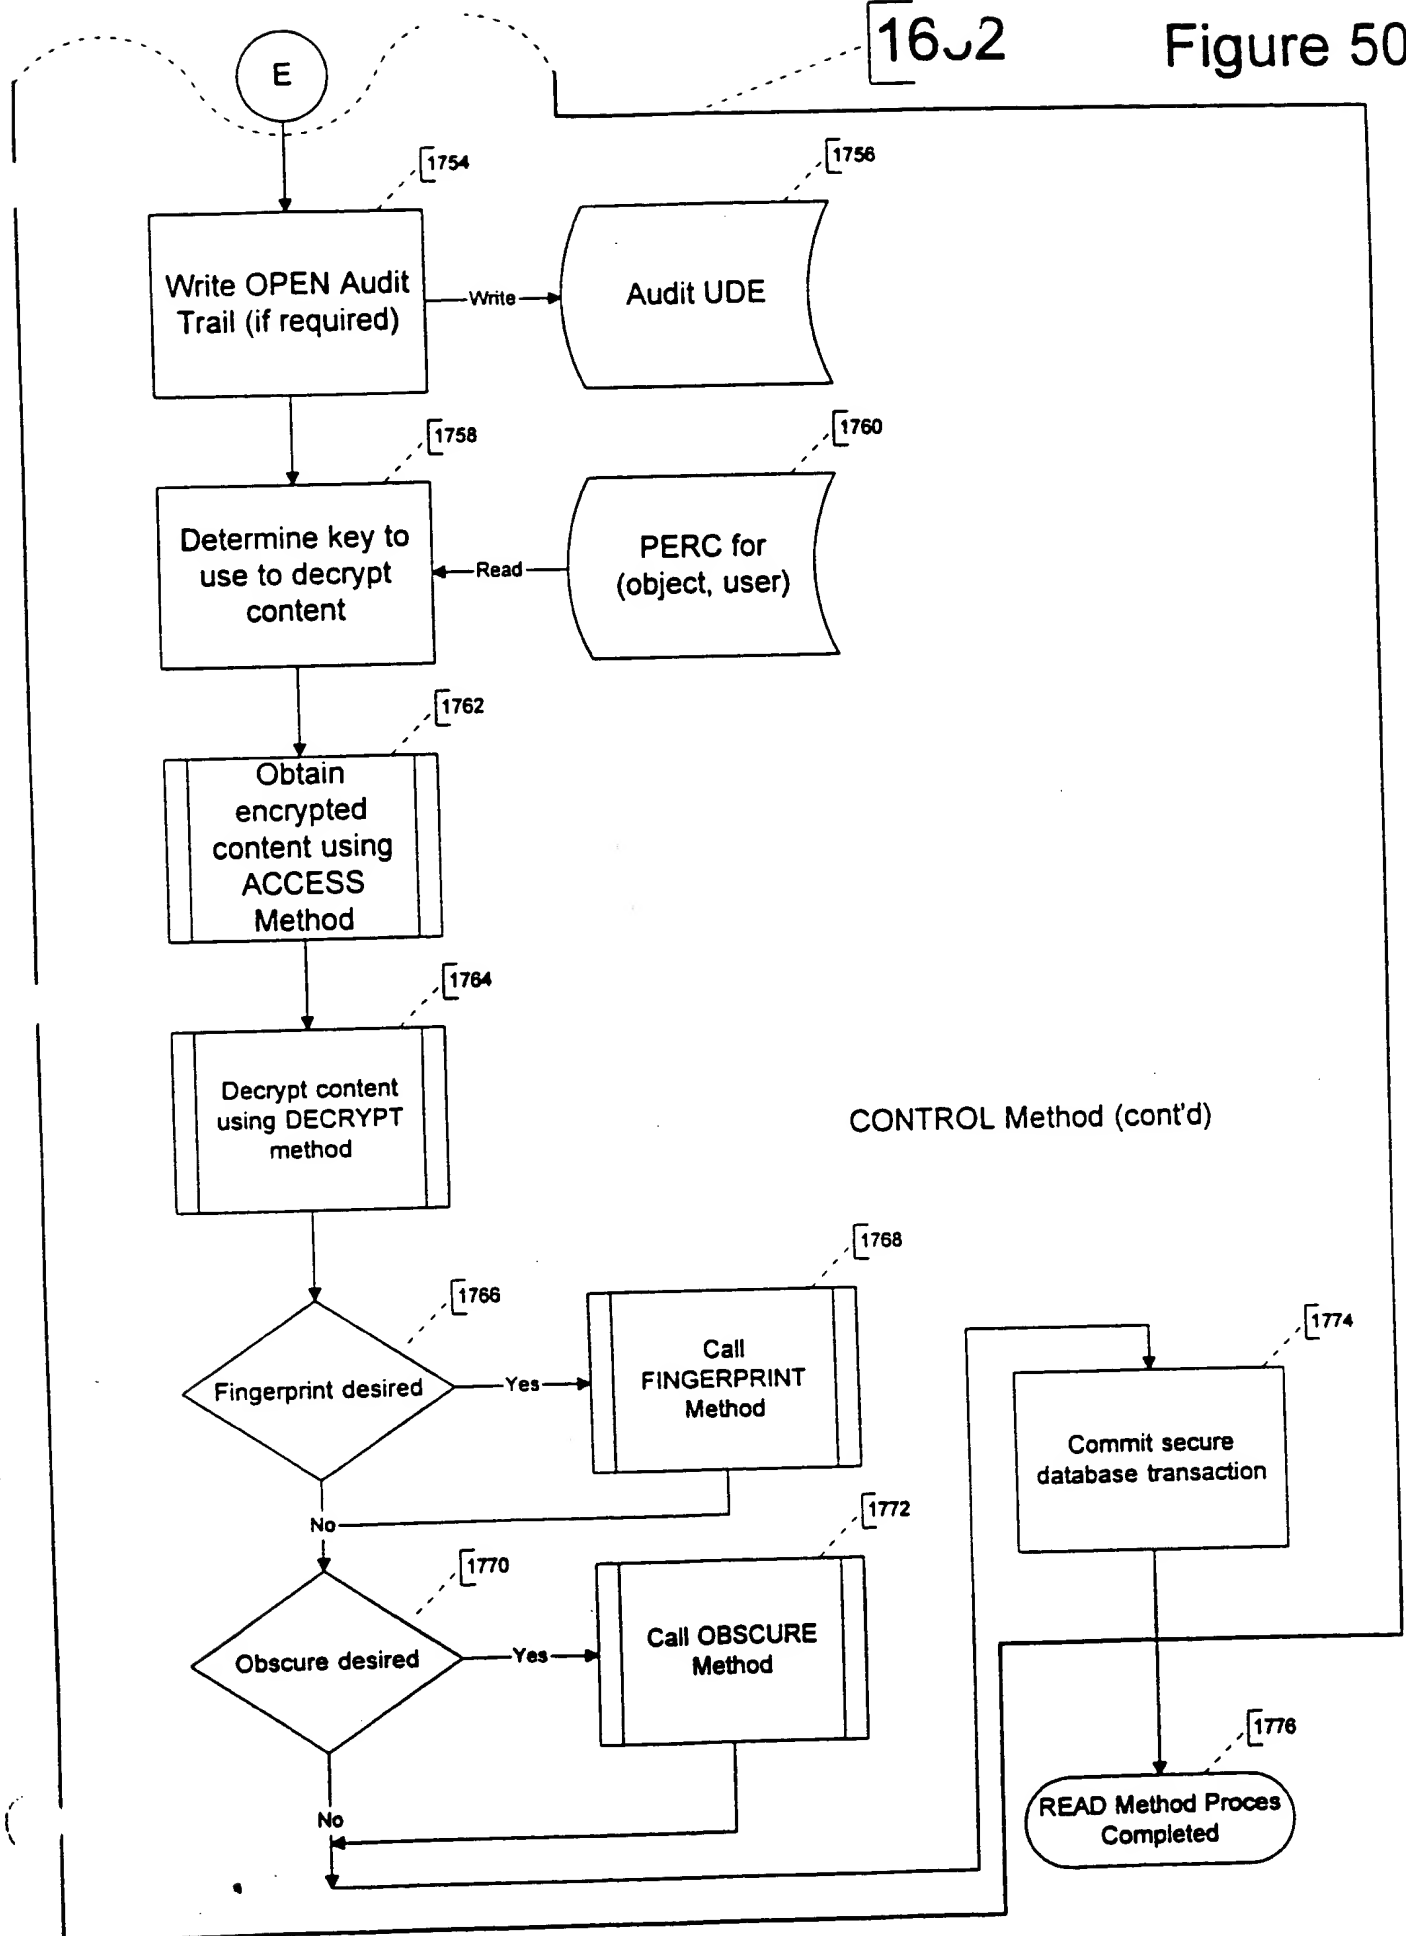 Figure 50
E
1754
1756
Write OPEN Audit
Trail (if required)
Write
Audit UDE
1758
1760
Determine key to
use to decrypt
content
Read
PERC for
(object, user)
1762
Obtain
encrypted
content using
ACCESS
Method
1764
Decrypt content
using DECRYPT
method
CONTROL Method (cont'd)
1766
1768
Fingerprint desired
Yes
Call
FINGERPRINT
Method
1774
Commit secure
database transaction
No
1770
1772
Obscure desired
Yes
Call OBSCURE
Method
No
1776
READ Method Proces
Completed